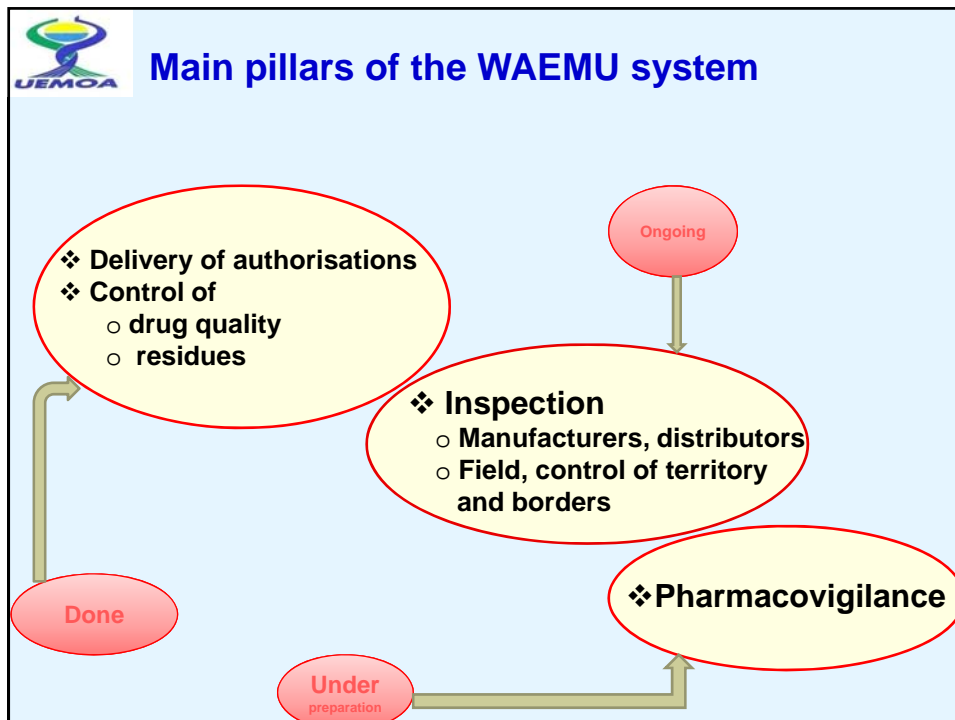 UEMOA
Main pillars of the WAEMU system
❖ Delivery of authorisations
❖ Control of
o drug quality
o residues
Ongoing
❖ Inspection
o Manufacturers, distributors
o Field, control of territory
and borders
❖Pharmacovigilance
Done
Under
preparation